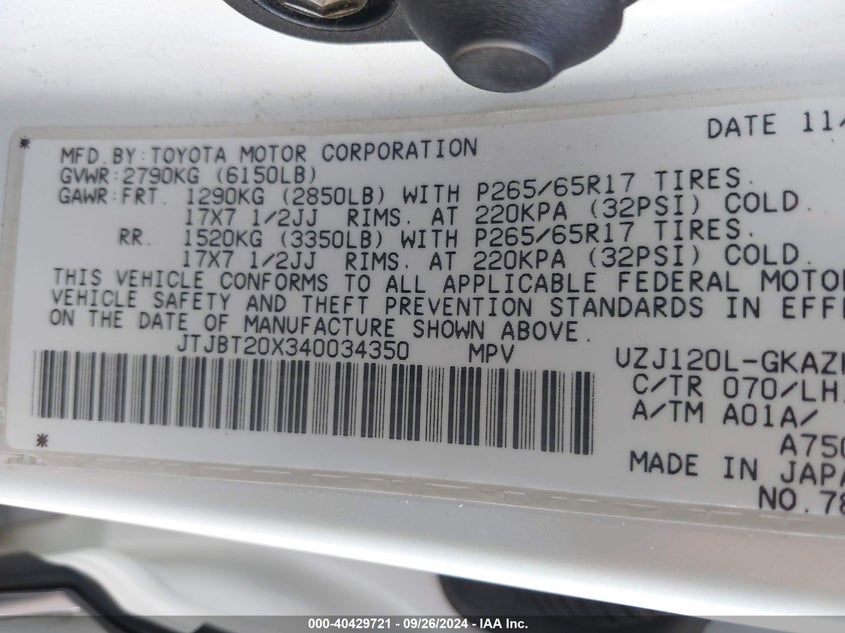 DATE 11/
MFD.BY:TOYOTA MOTOR CORPORATION
GVWR:2790KG (6150LB)
GAWR:FRT. 1290KG (2850LB) WITH P265/65R17 TIRES.
17X7 1/2JJ RIMS. AT 220KPA (32PSI) COLD.
RR. 1520KG (3350LB) WITH P265/65R17 TIRES.
17X7 1/2JJ RIMS. AT 220KPA (32PSI) COLD.
THIS VEHICLE CONFORMS TO ALL APPLICABLE FEDERAL MOTOR
VEHICLE SAFETY AND THEFT PREVENTION STANDARDS IN EFFE
ON THE DATE OF MANUFACTURE SHOWN ABOVE.
JTJBT20X340034350 MPV UZJ120L-GKAZK
C/TR 070/LH
A/TM A01A/
A750
MADE IN JAPA
NO.78
000-40429721 - 09/26/2024 - IAA Inc.